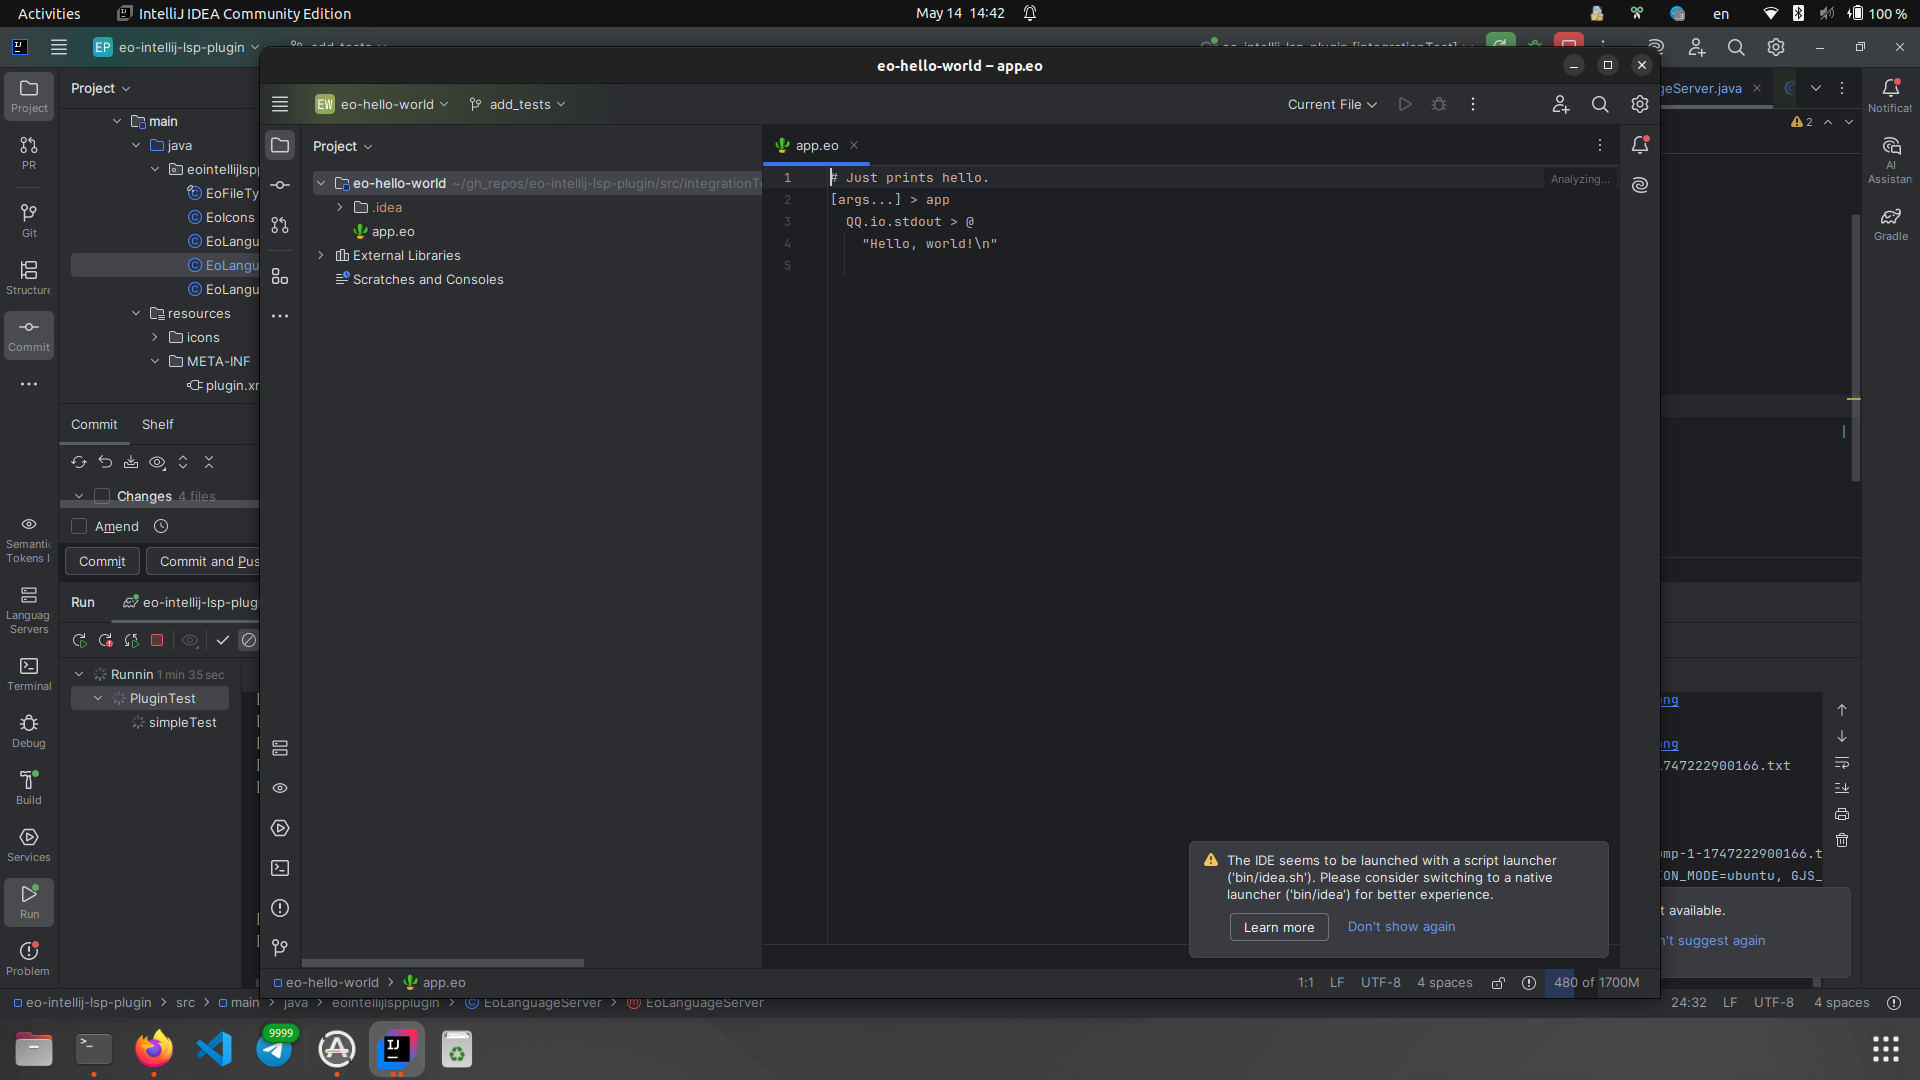 Activities
IntelliJ IDEA Community Edition
May 14 14:42
en
100 %
EP eo-intellij-lsp-plugin
eo-hello-world – app.eo
EW eo-hello-world
add_tests
Current File
Project
Project
PR
Git
Structure
Commit
main
java
eointellijlsp
EoFileTy
EoIcons
EoLangu
EoLangu
EoLangu
resources
icons
META-INF
plugin.x
Project
eo-hello-world ~/gh_repos/eo-intellij-lsp-plugin/src/integrationT
.idea
app.eo
External Libraries
Scratches and Consoles
app.eo
1 # Just prints hello.
2 [args...] > app
3 QQ.io.stdout > @
4 "Hello, world!\n"
5
Analyzing...
geServer.java
2
Notificat
AI
Assistan
Gradle
Commit
Shelf
Changes 4 files
Amend
Commit
Commit and Pus
Semanti
Tokens I
Language
Servers
Terminal
Debug
Build
Services
Run
Problem
Run
eo-intellij-lsp-plugi
Runnin 1 min 35 sec
PluginTest
simpleTest
ng
ng
1747222900166.txt
mp-1-1747222900166.t
ION_MODE=ubuntu, GJS_
t available.
n't suggest again
The IDE seems to be launched with a script launcher
('bin/idea.sh'). Please consider switching to a native
launcher ('bin/idea') for better experience.
Learn more
Don't show again
eo-hello-world
app.eo
1:1
LF
UTF-8
4 spaces
480 of 1700M
eo-intellij-lsp-plugin
src
main
java
eointellijlspplugin
EoLanguageServer
EoLanguageServer
24:32
LF
UTF-8
4 spaces
9999